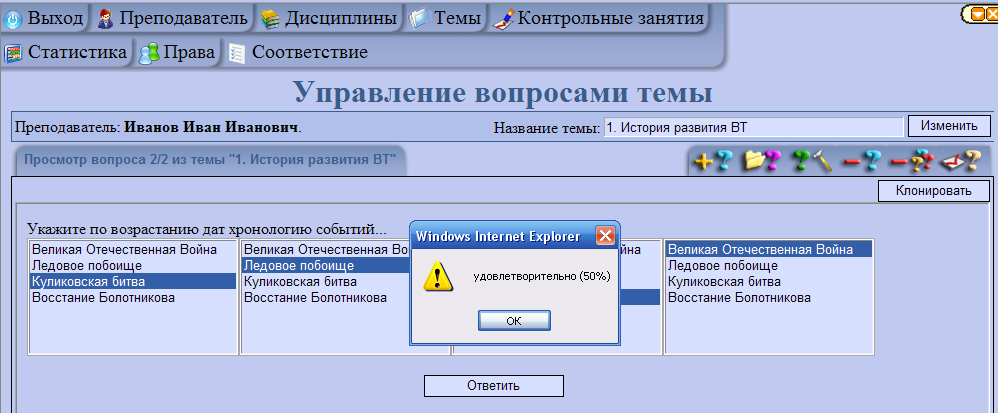 Выход Преподаватель Дисциплины Темы Контрольные занятия
Статистика Права Соответствие
Управление вопросами темы
Преподаватель: Иванов Иван Иванович. Название темы: 1. История развития ВТ Изменить
Просмотр вопроса 2/2 из темы "1. История развития ВТ"
Клонировать
Укажите по возрастанию дат хронологию событий...
Великая Отечественная Война
Ледовое побоище
Куликовская битва
Восстание Болотникова
Великая Отечественная Во
Ледовое побоище
Куликовская битва
Восстание Болотникова
Windows Internet Explorer
удовлетворительно (50%)
OK
йна
Великая Отечественная Война
Ледовое побоище
Куликовская битва
Восстание Болотникова
Ответить